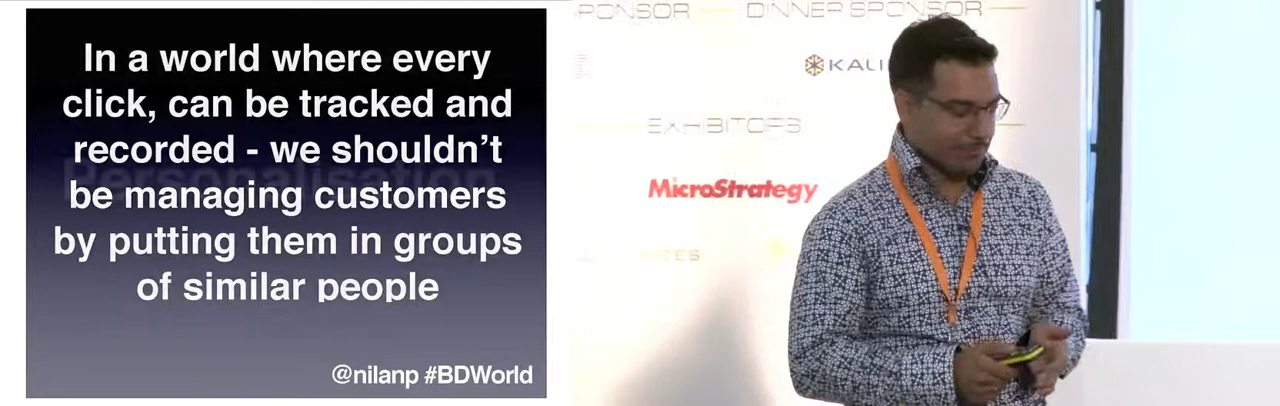 In a world where every
click, can be tracked and
recorded - we shouldn't
be managing customers
by putting them in groups
of similar people
Personalisation
@nilanp #BDWorld
PONSOR
DINNER SPONSOR
KALI
EXHIBITORS
MicroStrategy